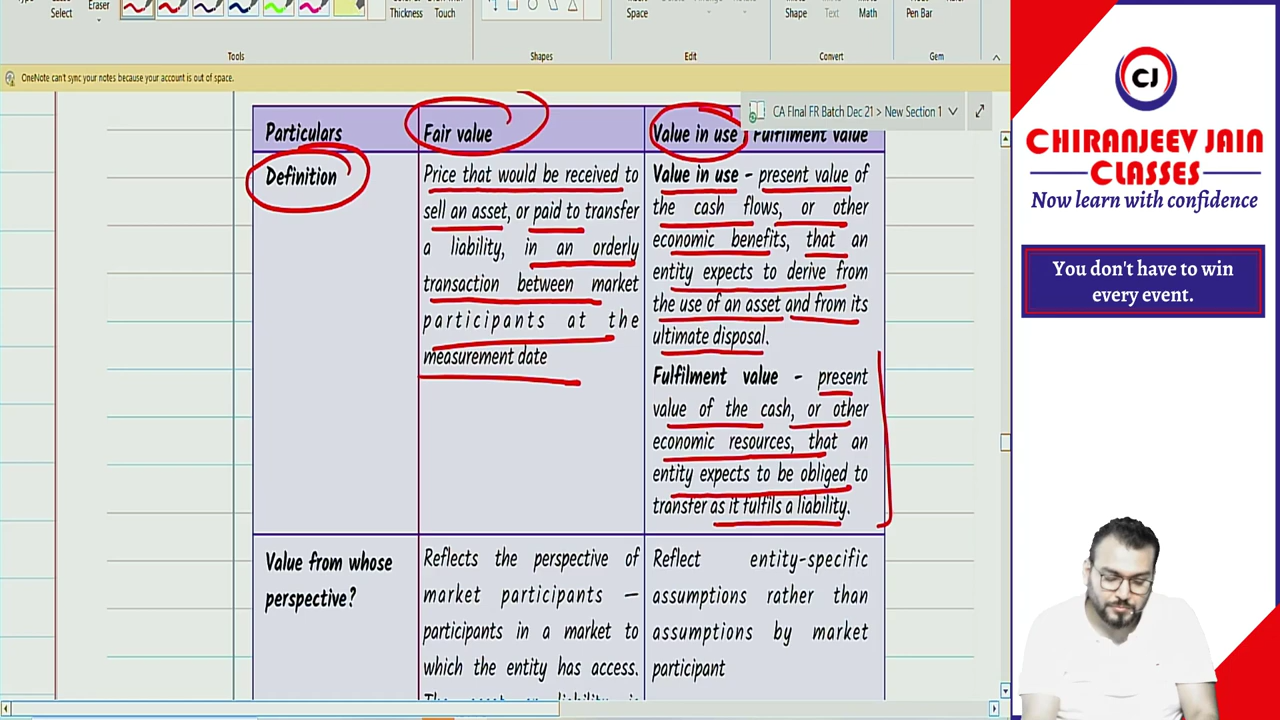 Select
Eraser
Thickness
Touch
Space
Shape
Text
Math
Pen Bar
Tools
Shapes
Edit
Convert
Gem
OneNote can't sync your notes because your account is out of space.
CA FInal FR Batch Dec 21 > New Section 1
Particulars
Fair value
Value in use / Fulfilment value
Definition
Price that would be received to
sell an asset, or paid to transfer
a liability, in an orderly
transaction between market
participants at the
measurement date
Value in use - present value of
the cash flows, or other
economic benefits, that an
entity expects to derive from
the use of an asset and from its
ultimate disposal.
Fulfilment value - present
value of the cash, or other
economic resources, that an
entity expects to be obliged to
transfer as it fulfils a liability.
Value from whose
perspective?
Reflects the perspective of
market participants –
participants in a market to
which the entity has access.
Reflect entity-specific
assumptions rather than
assumptions by market
participant
CJ
CHIRANJEEV JAIN
CLASSES
Now learn with confidence
You don't have to win
every event.